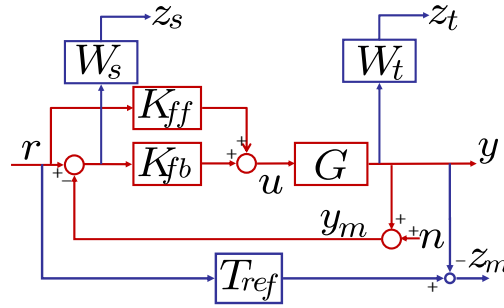 z_s
z_t
W_s
W_t
K_ff
r
+
+
K_fb
+
G
y
+
−
u
y_m
+
+
n
T_ref
−
z_m
+